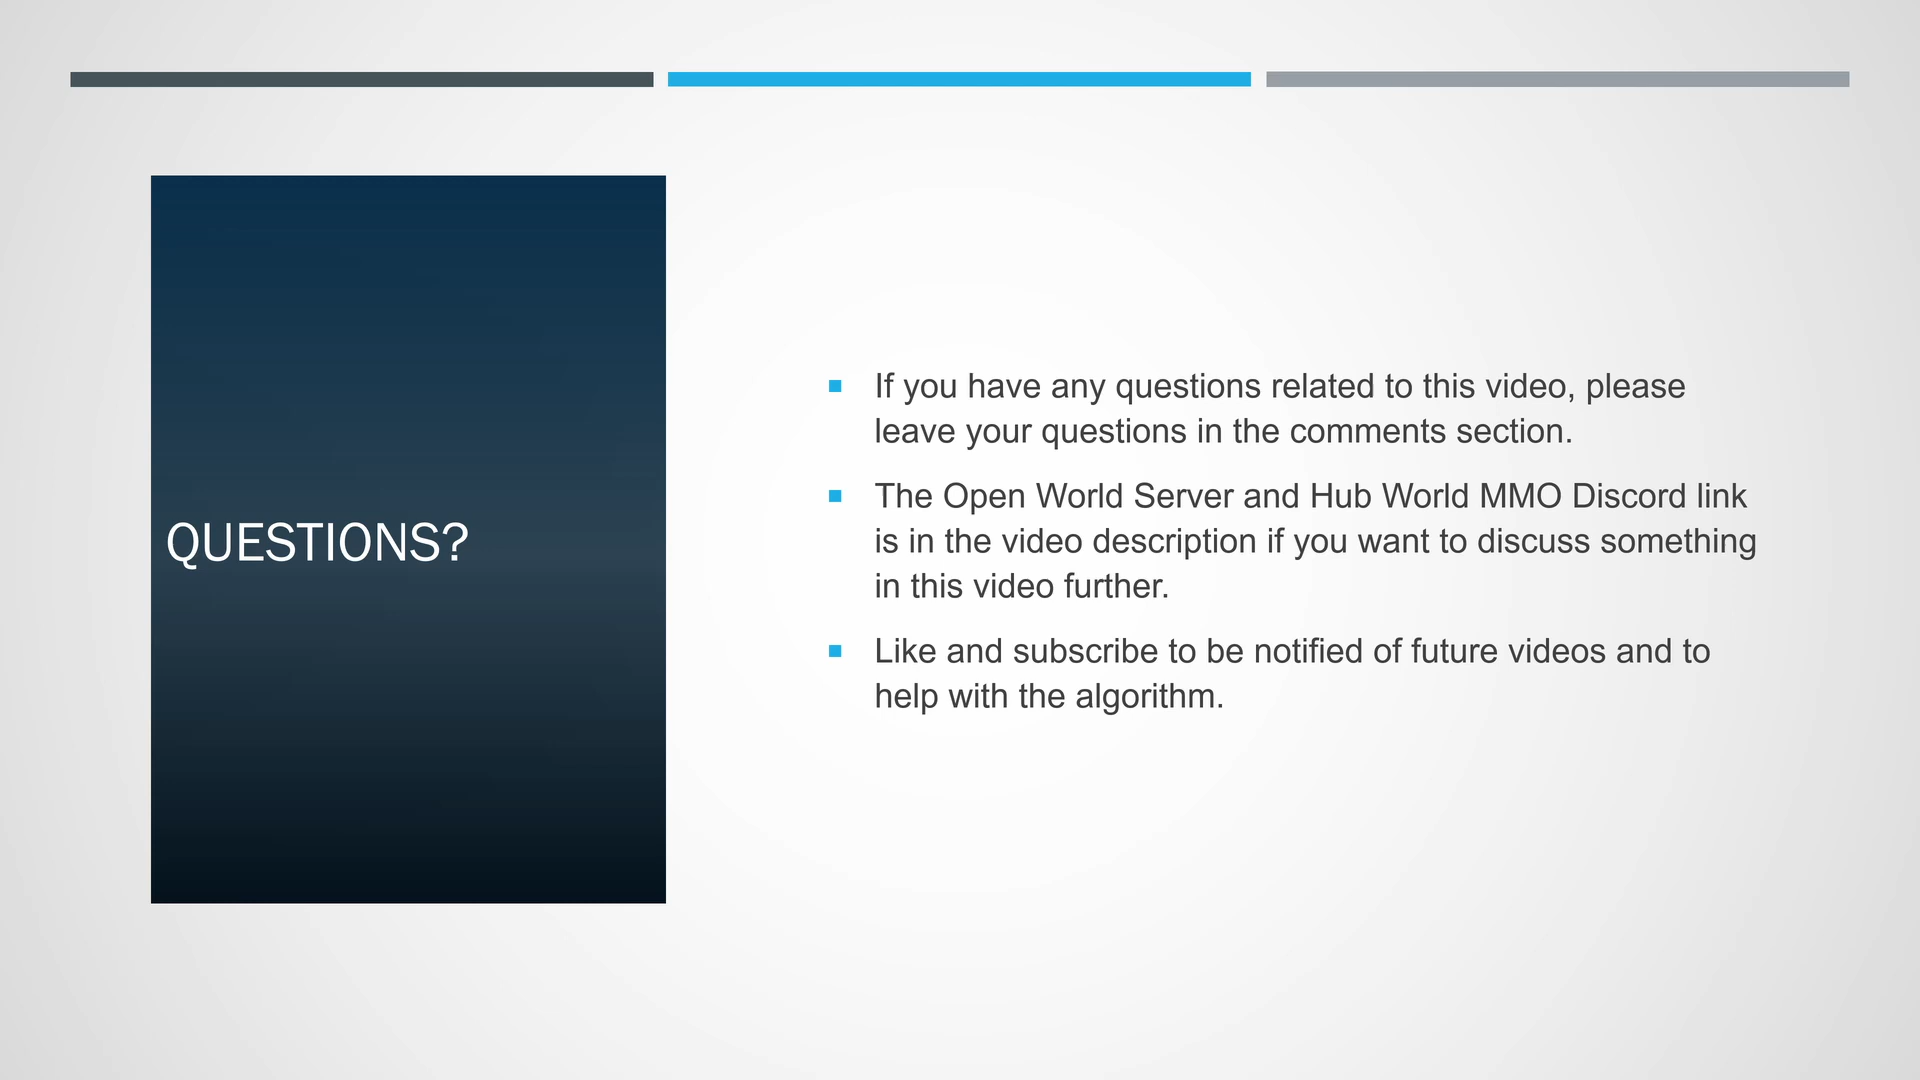 QUESTIONS?
If you have any questions related to this video, please
leave your questions in the comments section.
The Open World Server and Hub World MMO Discord link
is in the video description if you want to discuss something
in this video further.
Like and subscribe to be notified of future videos and to
help with the algorithm.